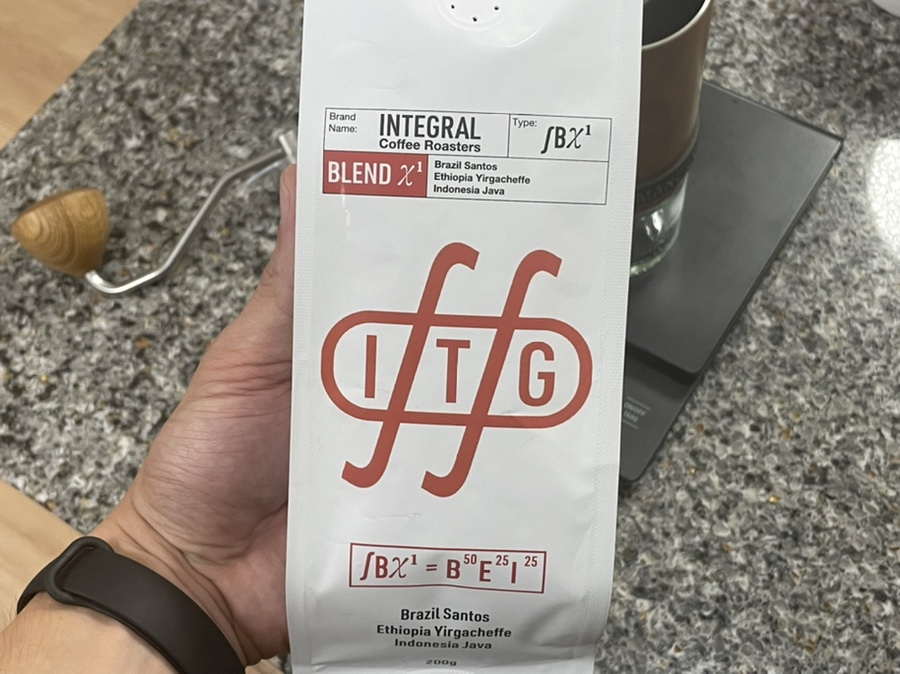 Brand Name:
INTEGRAL
Coffee Roasters
Type:
∫Bχ¹
BLEND χ¹
Brazil Santos
Ethiopia Yirgacheffe
Indonesia Java
I T G
∫Bχ¹ = B⁵⁰E²⁵I²⁵
Brazil Santos
Ethiopia Yirgacheffe
Indonesia Java
200g